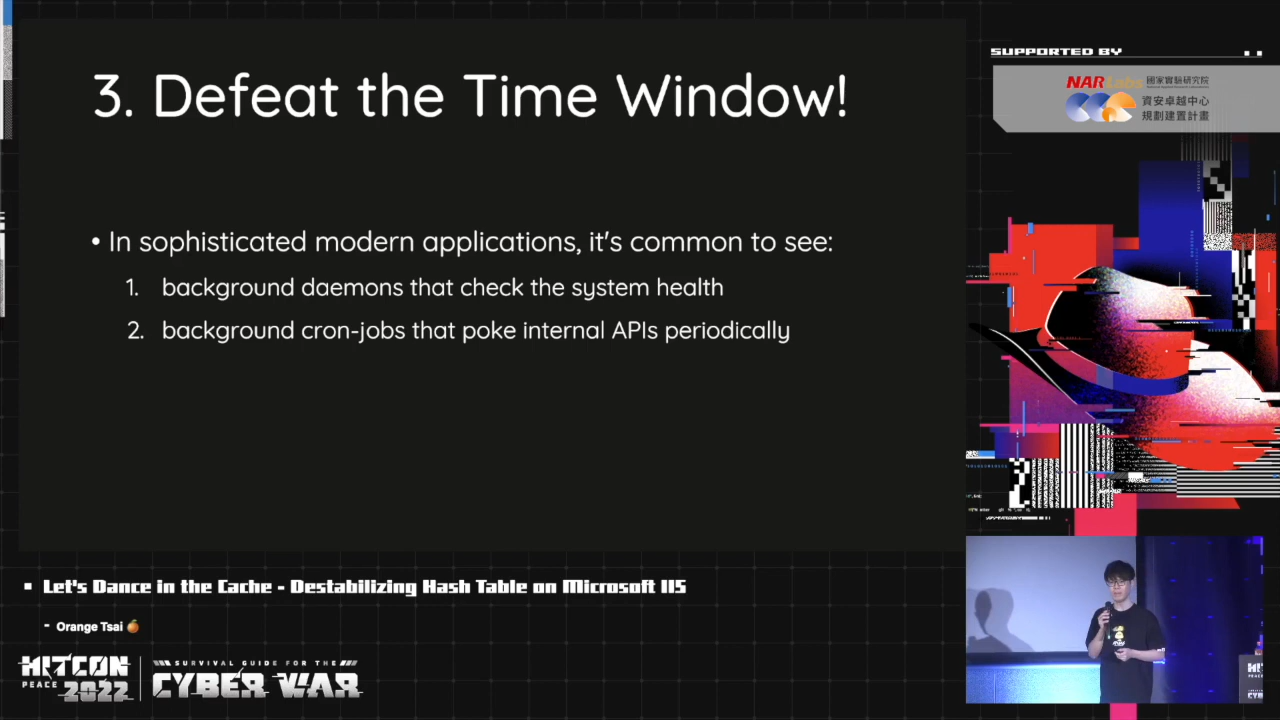 3. Defeat the Time Window!
• In sophisticated modern applications, it's common to see:
1. background daemons that check the system health
2. background cron-jobs that poke internal APIs periodically
SUPPORTED BY
NARLabs 國家實驗研究院
資安卓越中心
規劃建置計畫
Let's Dance in the Cache - Destabilizing Hash Table on Microsoft IIS
- Orange Tsai
HITCON
PEACE 2022
SURVIVAL GUIDE FOR THE
CYBER WAR